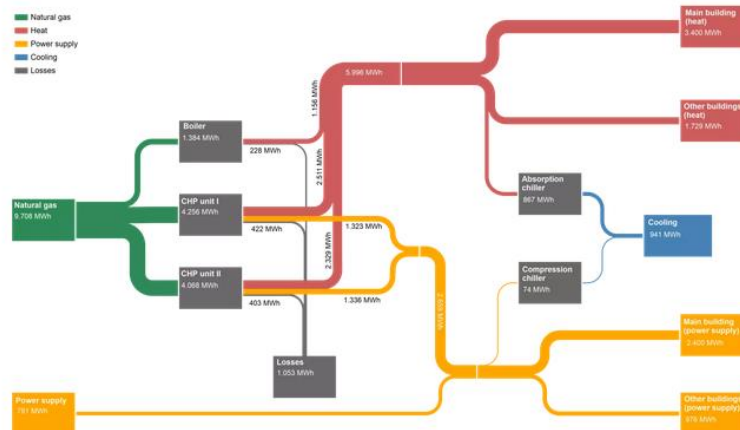 Natural gas
Heat
Power supply
Cooling
Losses
Main building
(heat)
3.400 MWh
5.996 MWh
1.156 MWh
Other buildings
(heat)
1.729 MWh
Boiler
1.384 MWh
228 MWh
2.511 MWh
Absorption
chiller
867 MWh
Natural gas
9.708 MWh
CHP unit I
4.256 MWh
422 MWh
1.323 MWh
Cooling
941 MWh
2.329 MWh
CHP unit II
4.068 MWh
403 MWh
1.336 MWh
Compression
chiller
74 MWh
Main building
(power supply)
3.400 MWh
Losses
1.053 MWh
Power supply
781 MWh
Other buildings
(power supply)